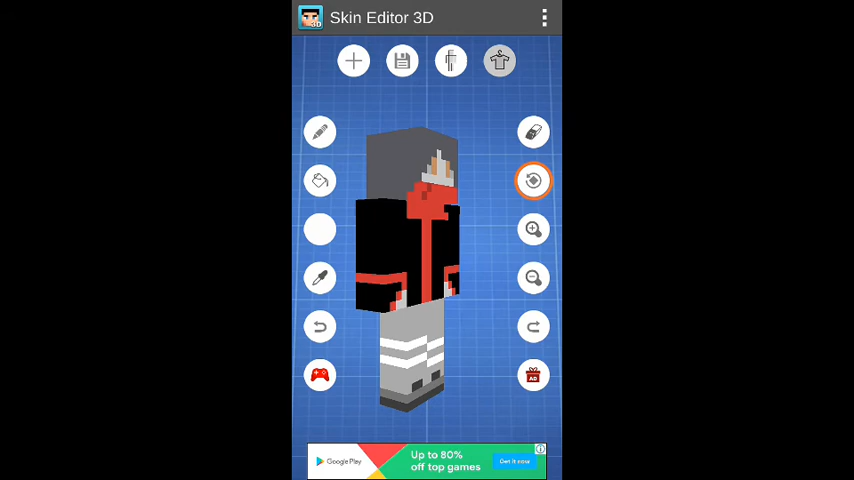 3D
Skin Editor 3D
AD
Google Play
Up to 80%
off top games
Get it now